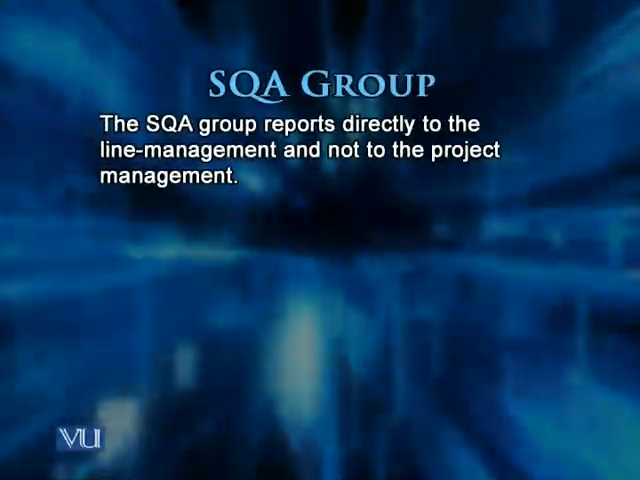 SQA GROUP
The SQA group reports directly to the
line-management and not to the project
management.
VU